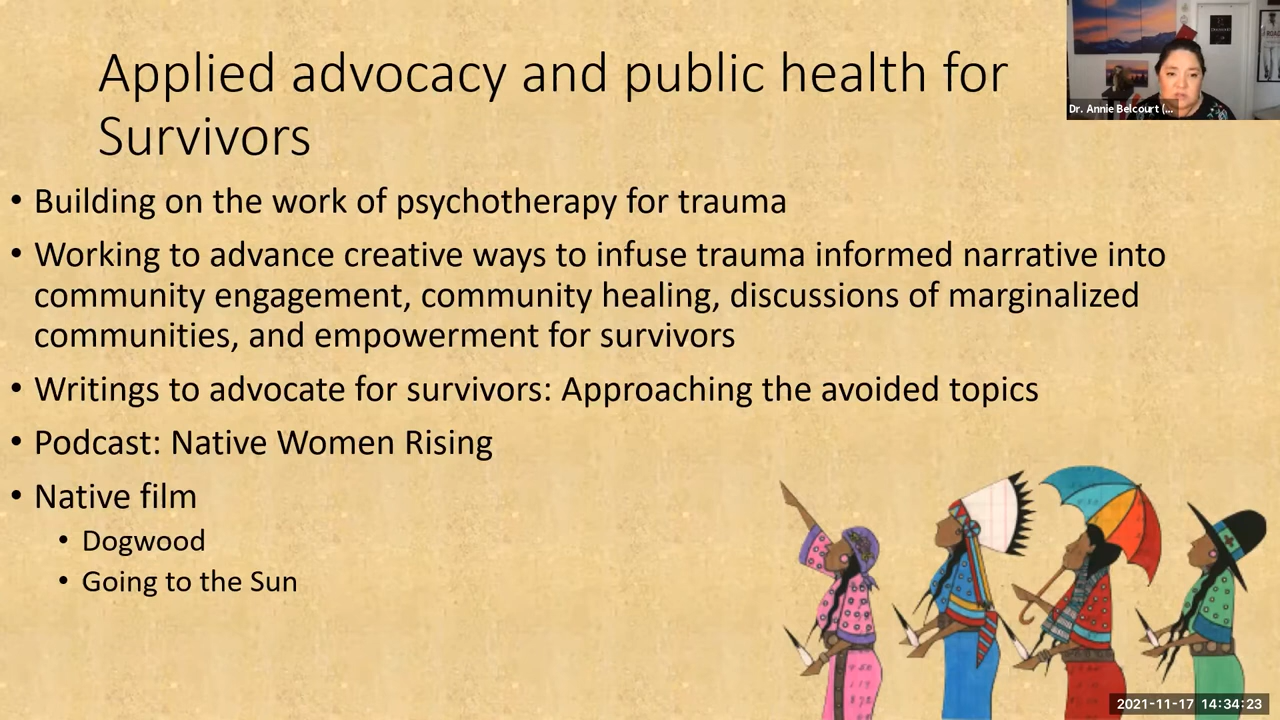 Applied advocacy and public health for
Survivors
Dr. Annie Belcourt (...
• Building on the work of psychotherapy for trauma
• Working to advance creative ways to infuse trauma informed narrative into
community engagement, community healing, discussions of marginalized
communities, and empowerment for survivors
• Writings to advocate for survivors: Approaching the avoided topics
• Podcast: Native Women Rising
• Native film
• Dogwood
• Going to the Sun
2021-11-17 14:34:23